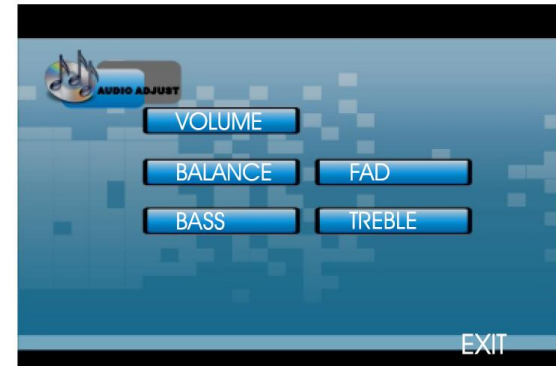 AUDIO ADJUST
VOLUME
BALANCE FAD
BASS TREBLE
EXIT